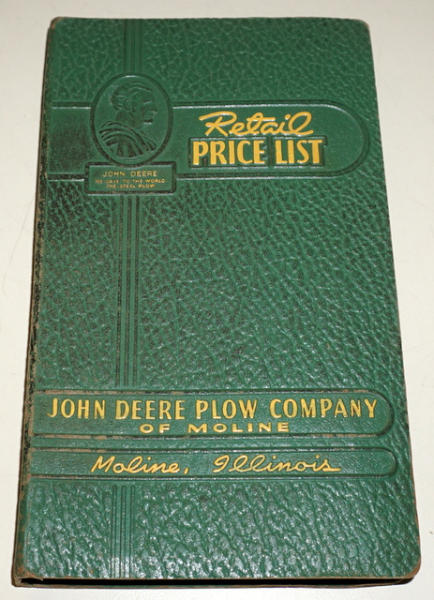 Retail
PRICE LIST
JOHN DEERE
HE GAVE TO THE WORLD
THE STEEL PLOW
JOHN DEERE PLOW COMPANY
OF MOLINE
Moline, Illinois